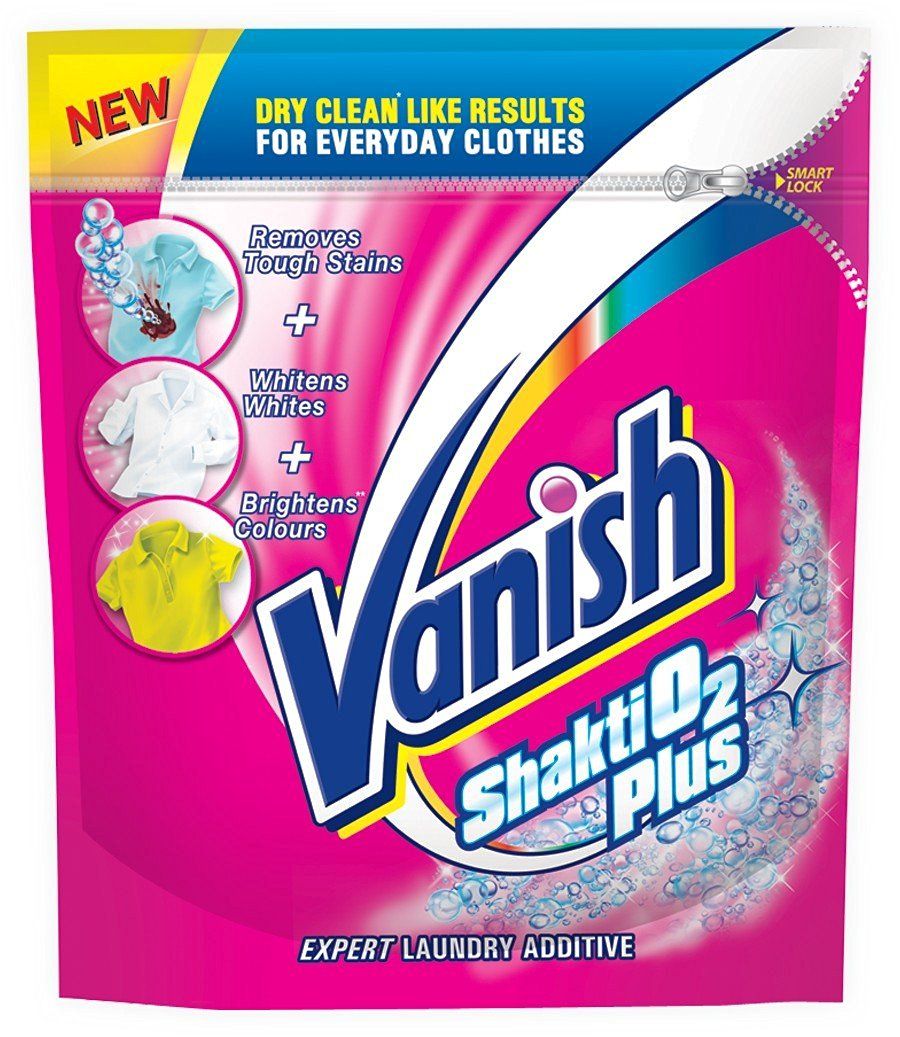 NEW
DRY CLEAN* LIKE RESULTS
FOR EVERYDAY CLOTHES
SMART
LOCK
Removes
Tough Stains
+
Whitens
Whites
+
Brightens**
Colours
Vanish
ShaktiO2
Plus
EXPERT LAUNDRY ADDITIVE